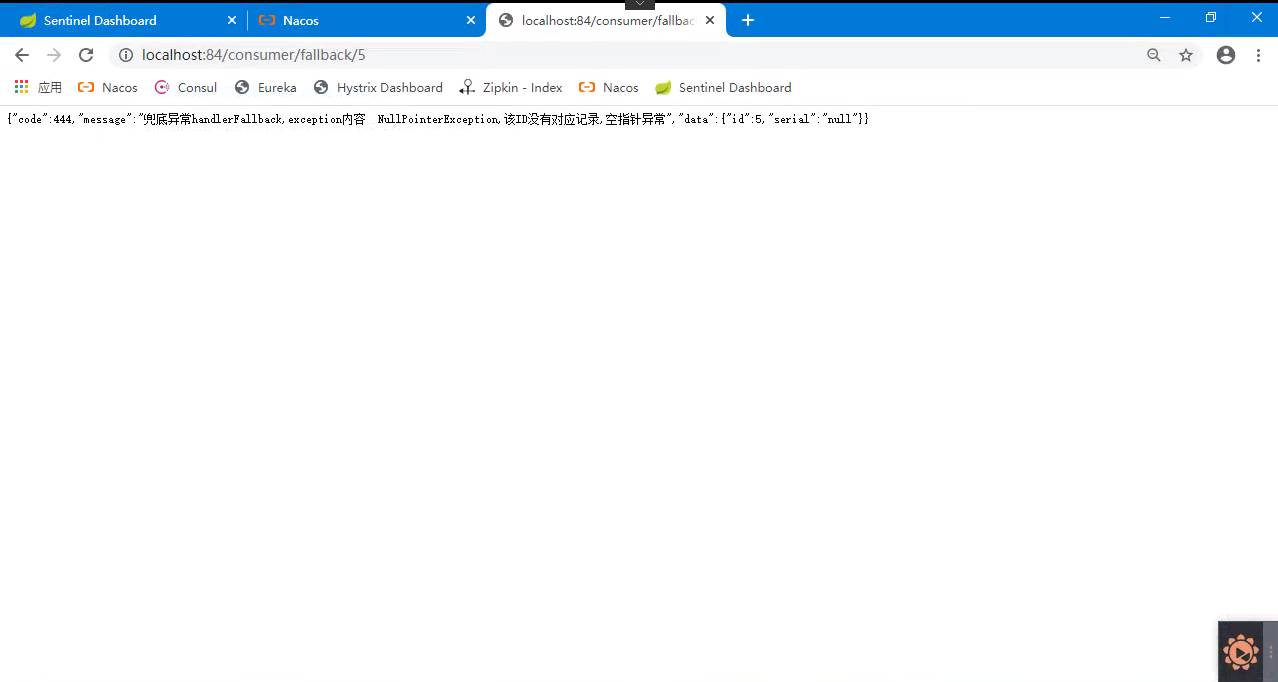 Sentinel Dashboard
Nacos
localhost:84/consumer/fallbac
localhost:84/consumer/fallback/5
应用 Nacos Consul Eureka Hystrix Dashboard Zipkin - Index Nacos Sentinel Dashboard
{"code":444,"message":"兜底异常handlerFallback,exception内容  NullPointerException,该ID没有对应记录,空指针异常","data":{"id":5,"serial":"null"}}